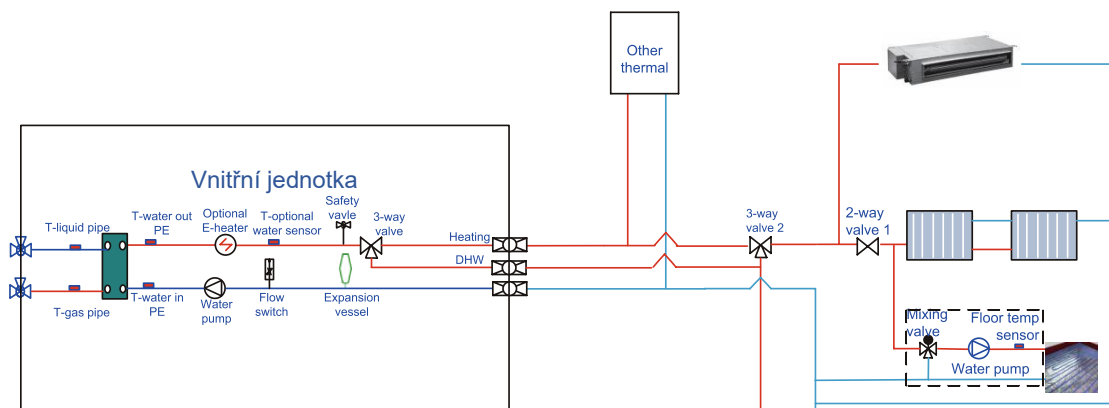 Other
thermal
Vnitřní jednotka
Safety
vavle
T-liquid pipe
T-water out
PE
Optional
E-heater
T-optional
water sensor
3-way
valve
Heating
DHW
T-gas pipe
T-water in
PE
Water
pump
Flow
switch
Expansion
vessel
3-way
valve 2
2-way
valve 1
Mixing
valve
Floor temp
sensor
Water pump